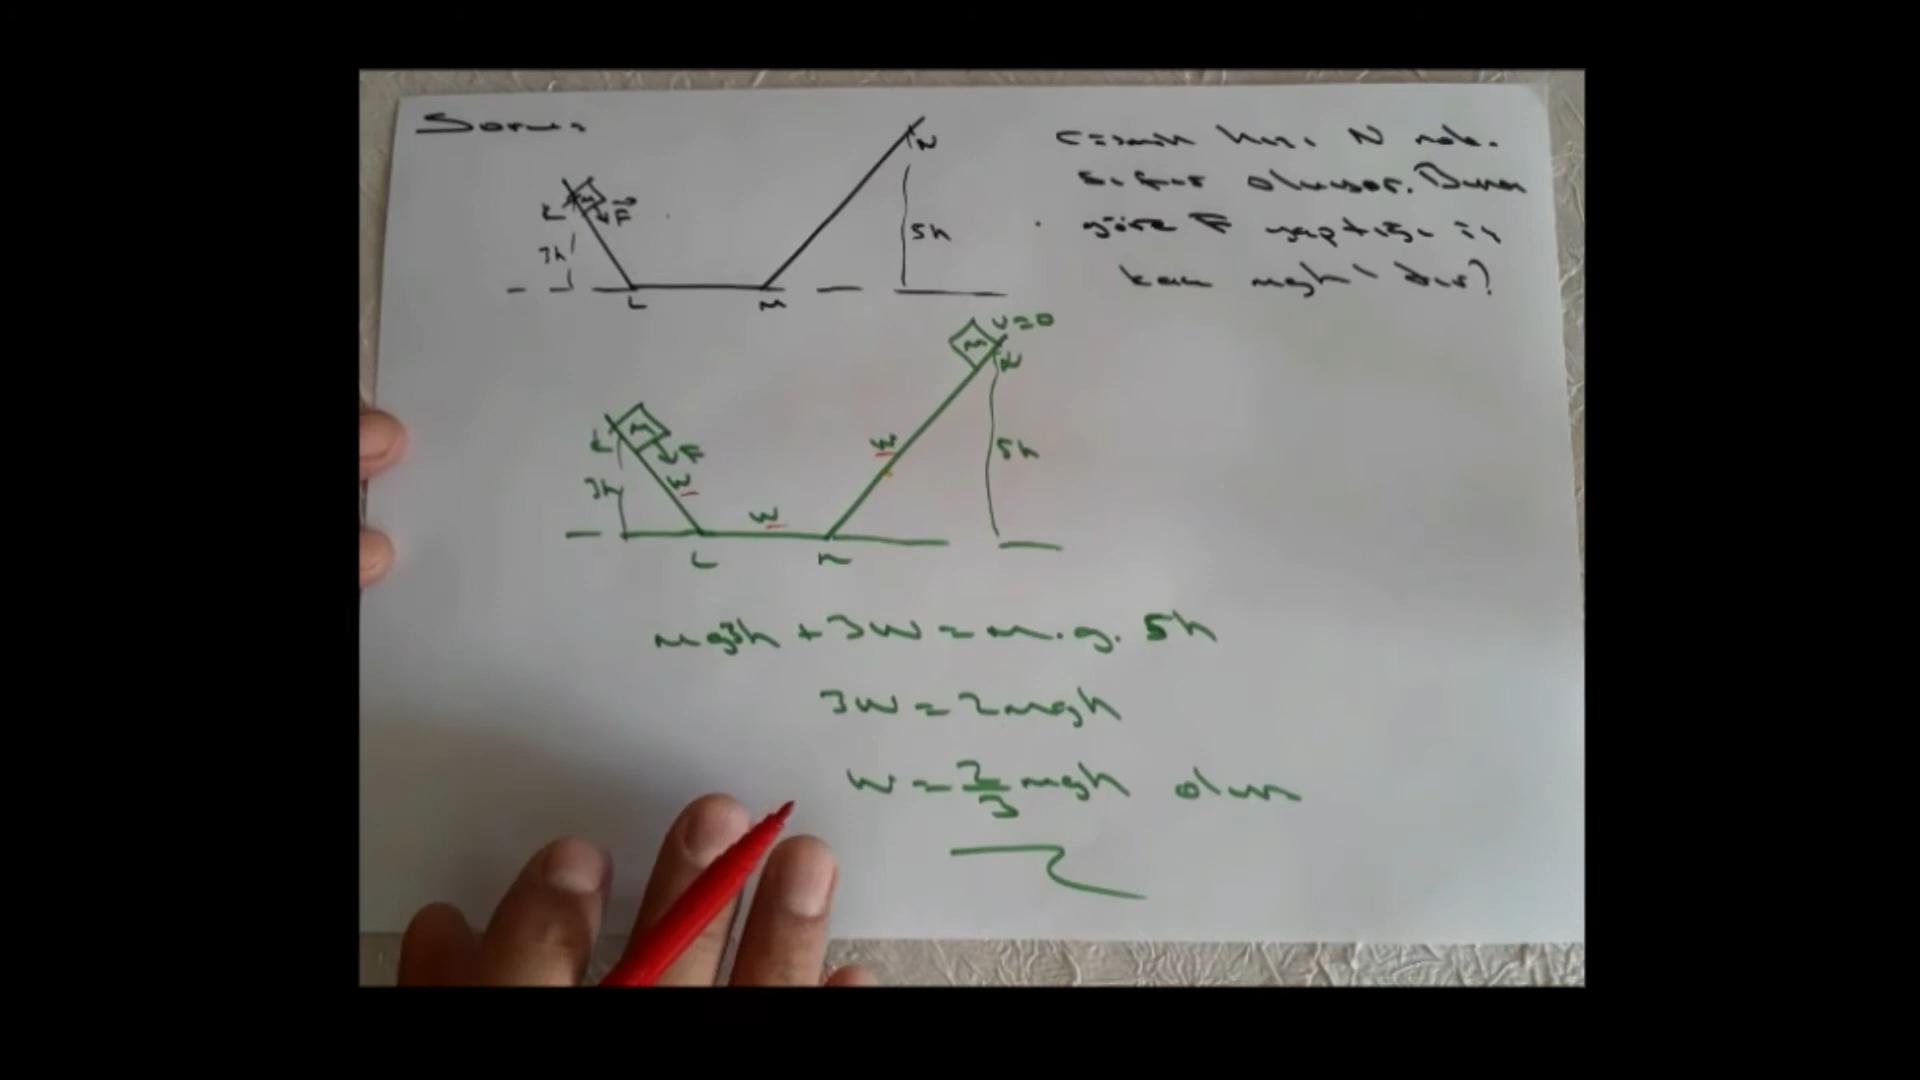 Soru:
N
K
m
F
3h
5h
L
M
Cismin hızı N nok.
sıfır oluyor. Buna
göre F yaptığı iş
kaç mgh'dır?
v=0
m
N
K
m
F
3h
W
W
W
5h
L
M
mg3h + 3W = m.g.5h
3W = 2mgh
W = 2/3 mgh olur